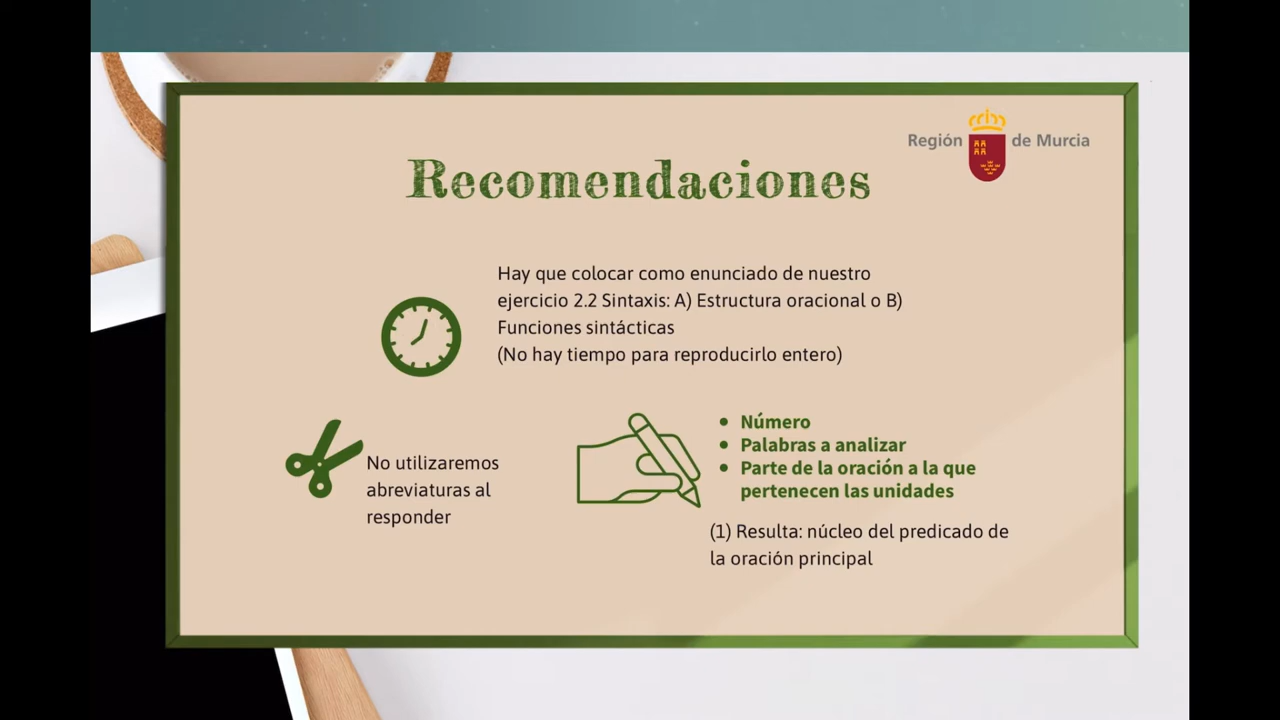 Región de Murcia
Recomendaciones
Hay que colocar como enunciado de nuestro
ejercicio 2.2 Sintaxis: A) Estructura oracional o B)
Funciones sintácticas
(No hay tiempo para reproducirlo entero)
No utilizaremos
abreviaturas al
responder
• Número
• Palabras a analizar
• Parte de la oración a la que
pertenecen las unidades
(1) Resulta: núcleo del predicado de
la oración principal